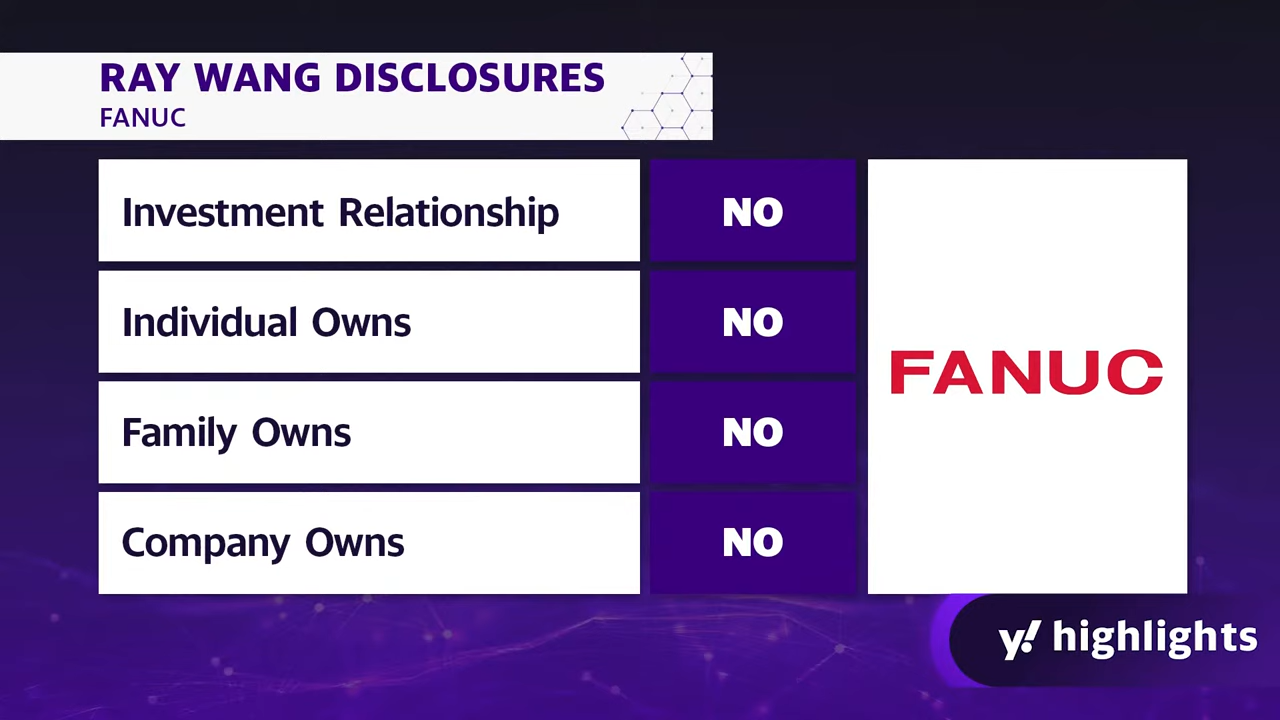 RAY WANG DISCLOSURES
FANUC
Investment Relationship NO
Individual Owns NO
Family Owns NO
Company Owns NO
FANUC
y! highlights